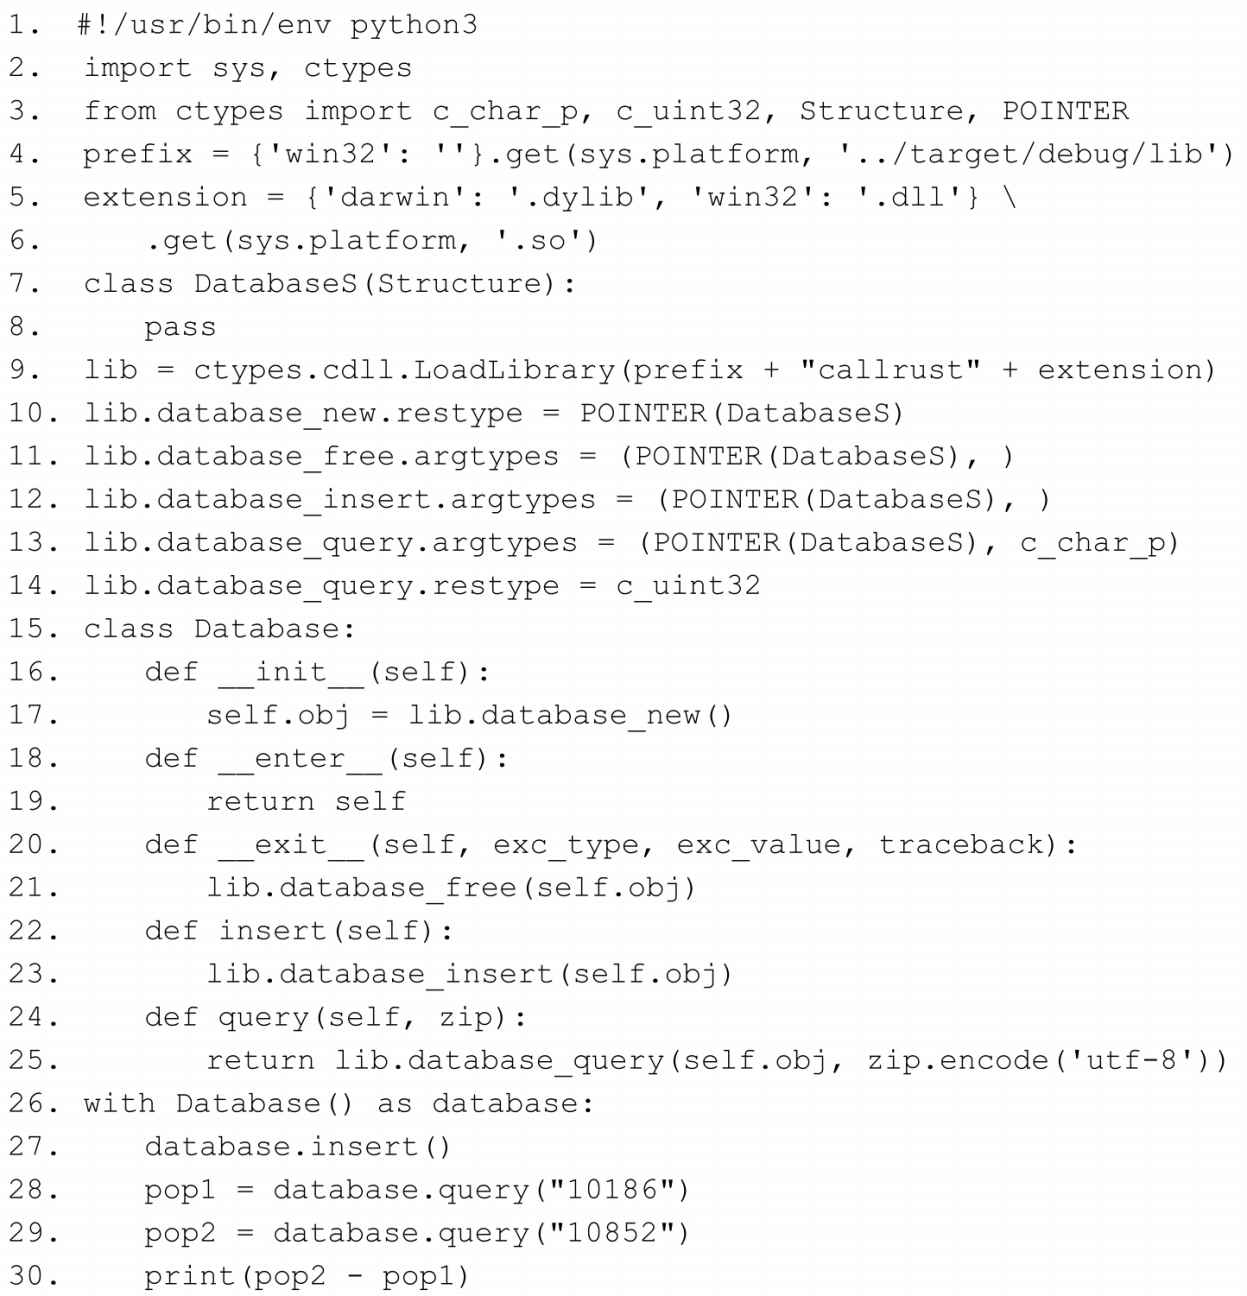 1.  #!/usr/bin/env python3
2.  import sys, ctypes
3.  from ctypes import c_char_p, c_uint32, Structure, POINTER
4.  prefix = {'win32': ''}.get(sys.platform, '../target/debug/lib')
5.  extension = {'darwin': '.dylib', 'win32': '.dll'} \
6.      .get(sys.platform, '.so')
7.  class DatabaseS(Structure):
8.      pass
9.  lib = ctypes.cdll.LoadLibrary(prefix + "callrust" + extension)
10. lib.database_new.restype = POINTER(DatabaseS)
11. lib.database_free.argtypes = (POINTER(DatabaseS), )
12. lib.database_insert.argtypes = (POINTER(DatabaseS), )
13. lib.database_query.argtypes = (POINTER(DatabaseS), c_char_p)
14. lib.database_query.restype = c_uint32
15. class Database:
16.     def __init__(self):
17.         self.obj = lib.database_new()
18.     def __enter__(self):
19.         return self
20.     def __exit__(self, exc_type, exc_value, traceback):
21.         lib.database_free(self.obj)
22.     def insert(self):
23.         lib.database_insert(self.obj)
24.     def query(self, zip):
25.         return lib.database_query(self.obj, zip.encode('utf-8'))
26. with Database() as database:
27.     database.insert()
28.     pop1 = database.query("10186")
29.     pop2 = database.query("10852")
30.     print(pop2 - pop1)